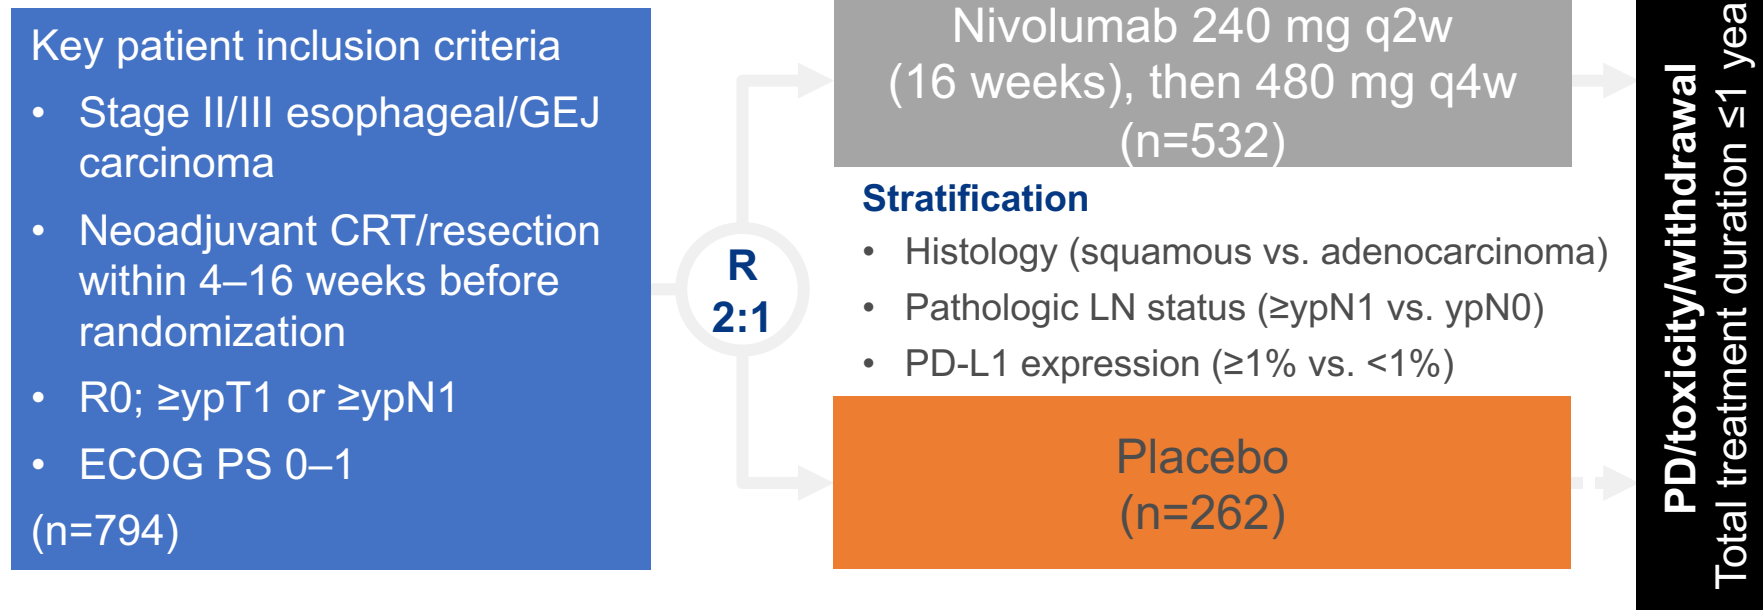 Key patient inclusion criteria
• Stage II/III esophageal/GEJ
carcinoma
• Neoadjuvant CRT/resection
within 4–16 weeks before
randomization
• R0; ≥ypT1 or ≥ypN1
• ECOG PS 0–1
(n=794)
R
2:1
Nivolumab 240 mg q2w
(16 weeks), then 480 mg q4w
(n=532)
Stratification
• Histology (squamous vs. adenocarcinoma)
• Pathologic LN status (≥ypN1 vs. ypN0)
• PD-L1 expression (≥1% vs. <1%)
Placebo
(n=262)
PD/toxicity/withdrawal
Total treatment duration ≤1 yea